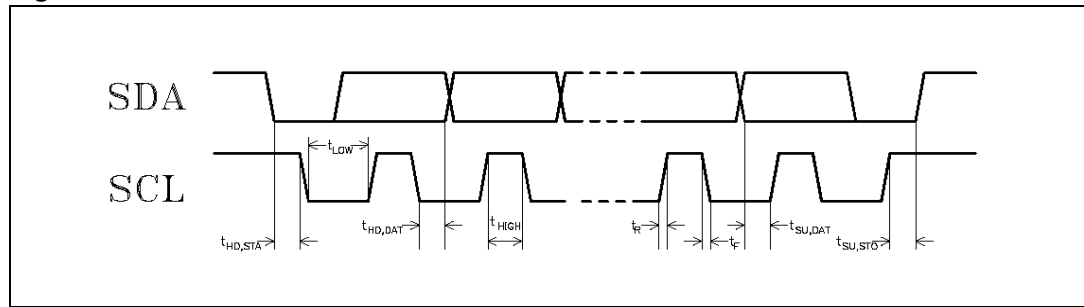 SDA
tLOW
SCL
tHD,STA
tHD,DAT
tHIGH
tR
tF
tSU,DAT
tSU,STO